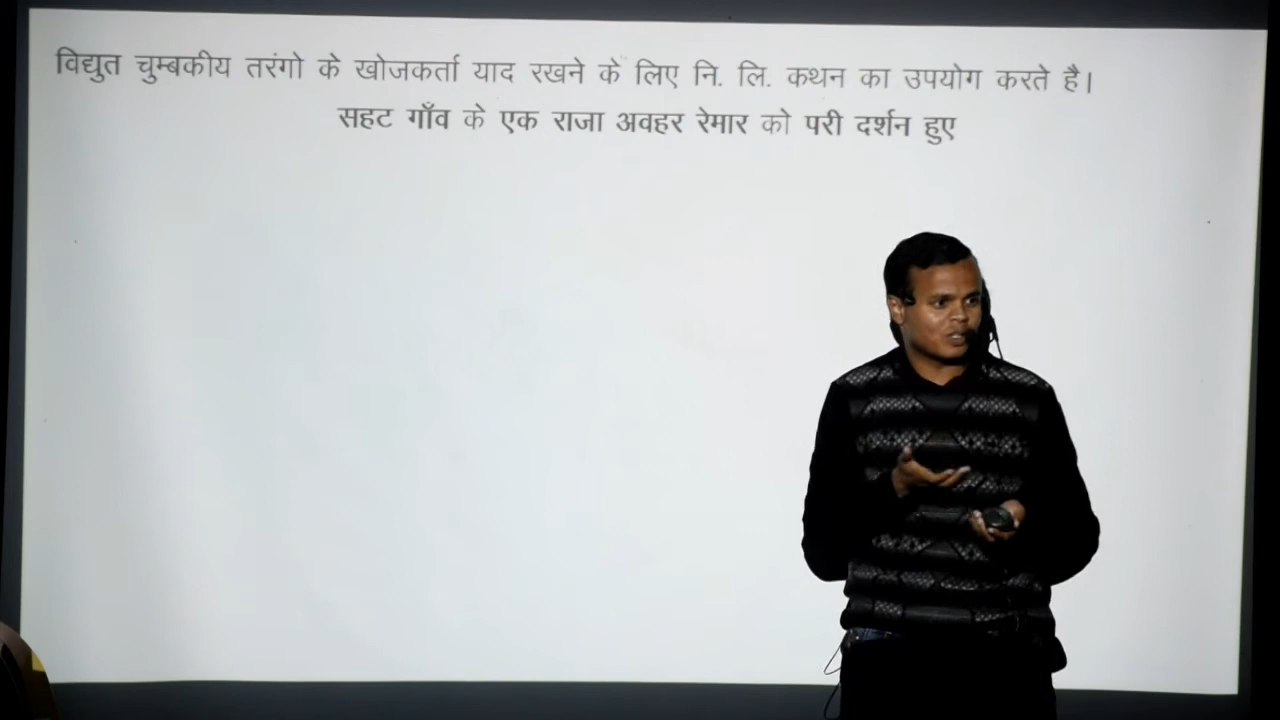 विद्युत चुम्बकीय तरंगो के खोजकर्ता याद रखने के लिए नि. लि. कथन का उपयोग करते है।
सहट गाँव के एक राजा अवहर रेमार को परी दर्शन हुए